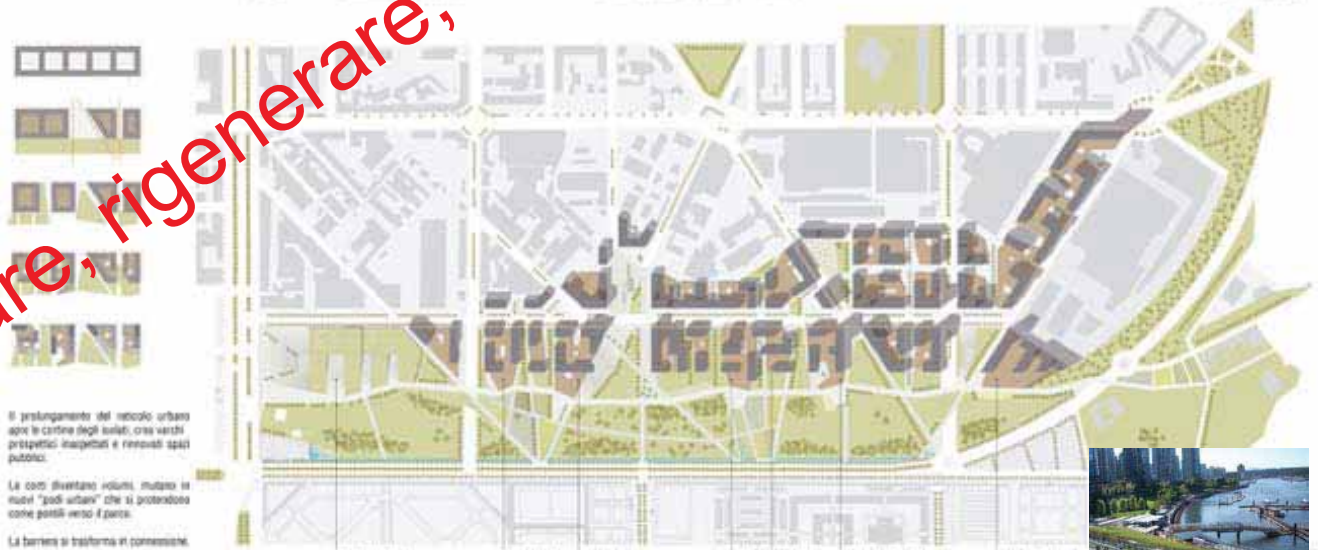 re, rigenerare,
Il prolungamento del reticolo urbano
apre le cortine degli isolati, crea varchi
prospettici inaspettati e rinnovati spazi
pubblici.
Le corti diventano volumi, mutano in
nuovi "podi urbani" che si protendono
come pontili verso il parco.
La barriera si trasforma in connessione.